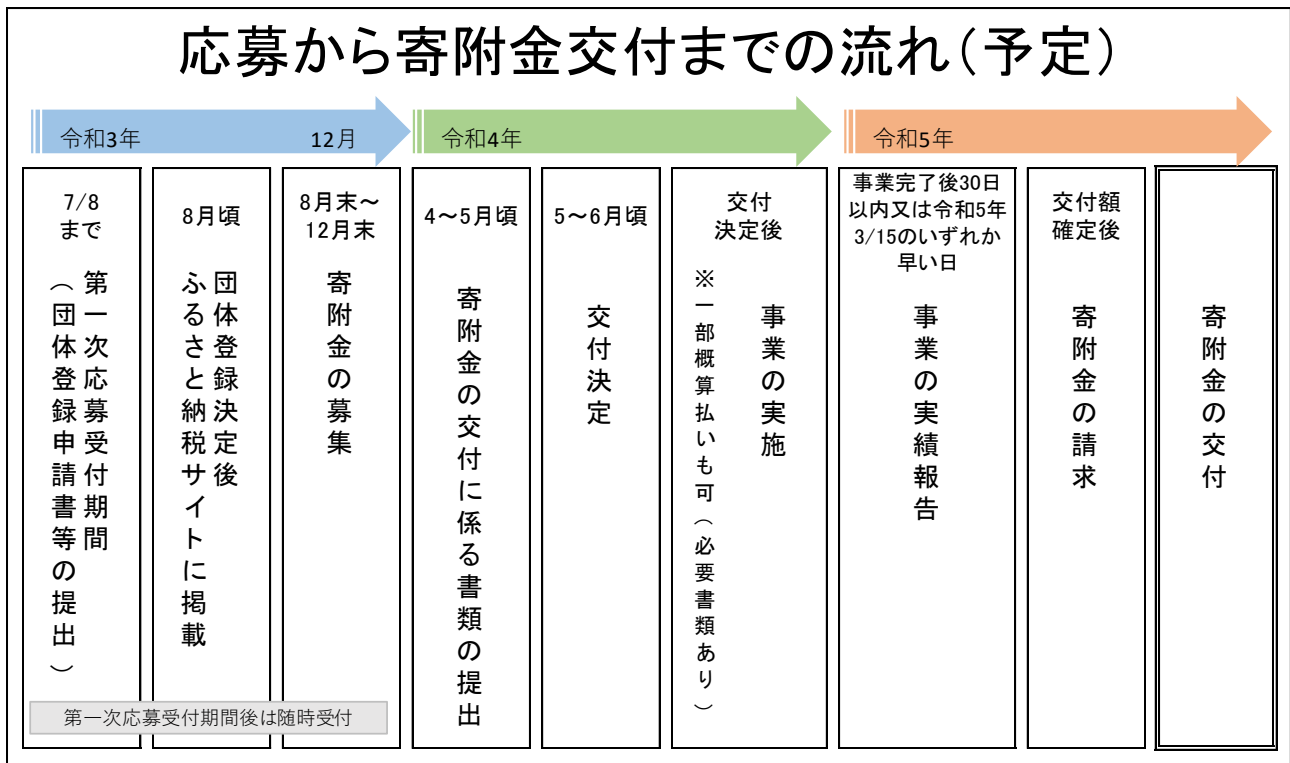 応募から寄附金交付までの流れ（予定）
令和3年
12月
令和4年
令和5年
7/8
まで
第一次応募受付期間
（団体登録申請書等の提出）
8月頃
団体登録決定後
ふるさと納税サイトに掲載
8月末～
12月末
寄附金の募集
第一次応募受付期間後は随時受付
4～5月頃
寄附金の交付に係る書類の提出
5～6月頃
交付決定
交付
決定後
事業の実施
※一部概算払いも可（必要書類あり）
事業完了後30日
以内又は令和5年
3/15のいずれか
早い日
事業の実績報告
交付額
確定後
寄附金の請求
寄附金の交付